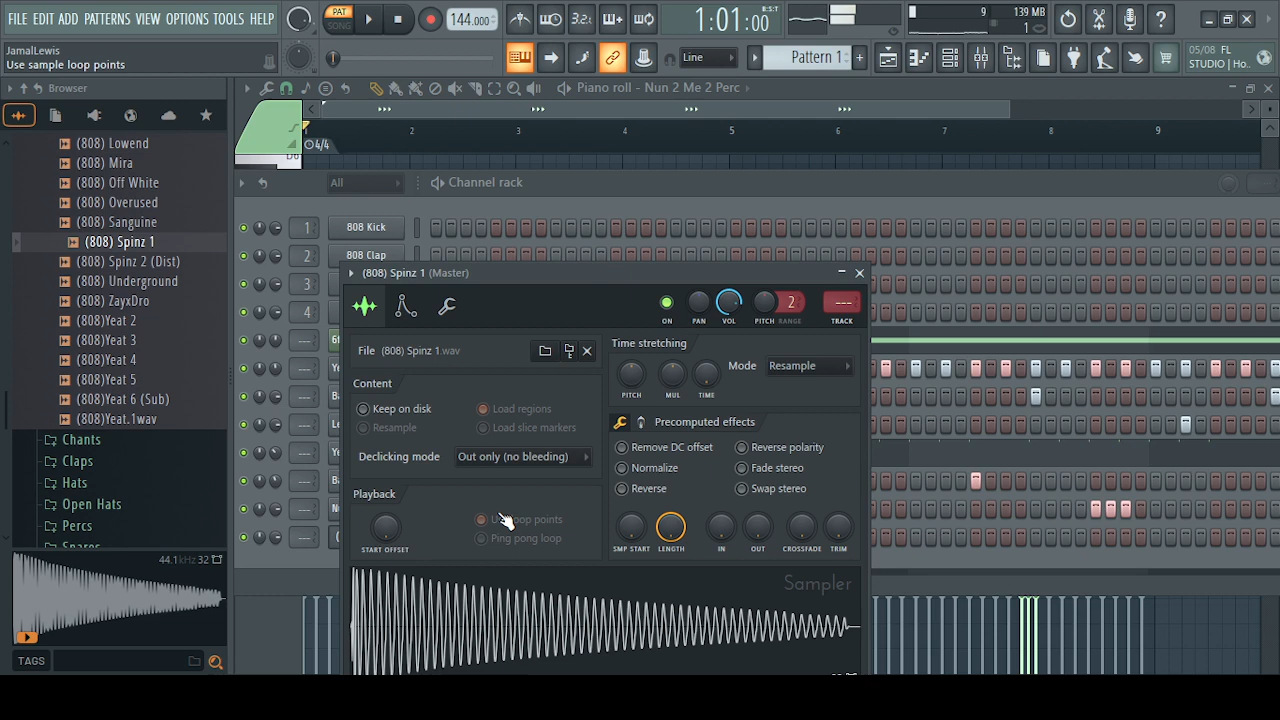 FILE EDIT ADD PATTERNS VIEW OPTIONS TOOLS HELP
PAT
SONG
144.000
3.2
1:01:00
B:S:T
9
139 MB
1
JamalLewis
Use sample loop points
Line
Pattern 1
05/08 FL
STUDIO | Ho..
Browser
Piano roll - Nun 2 Me 2 Perc
2 3 4 5 6 7 8 9
4/4
D6
All
Channel rack
(808) Lowend
(808) Mira
(808) Off White
(808) Overused
(808) Sanguine
(808) Spinz 1
(808) Spinz 2 (Dist)
(808) Underground
(808) ZayxDro
(808)Yeat 2
(808)Yeat 3
(808)Yeat 4
(808)Yeat 5
(808)Yeat 6 (Sub)
(808)Yeat.1wav
Chants
Claps
Hats
Open Hats
Percs
Snares
44.1kHz 32
TAGS
1 808 Kick
2 808 Clap
3
4
(808) Spinz 1 (Master)
ON PAN VOL PITCH RANGE TRACK
2
---
File (808) Spinz 1.wav
Content
Keep on disk
Load regions
Resample
Load slice markers
Declicking mode Out only (no bleeding)
Playback
START OFFSET
Use loop points
Ping pong loop
Time stretching
PITCH MUL TIME
Mode Resample
Precomputed effects
Remove DC offset
Reverse polarity
Normalize
Fade stereo
Reverse
Swap stereo
SMP START LENGTH IN OUT CROSSFADE TRIM
Sampler